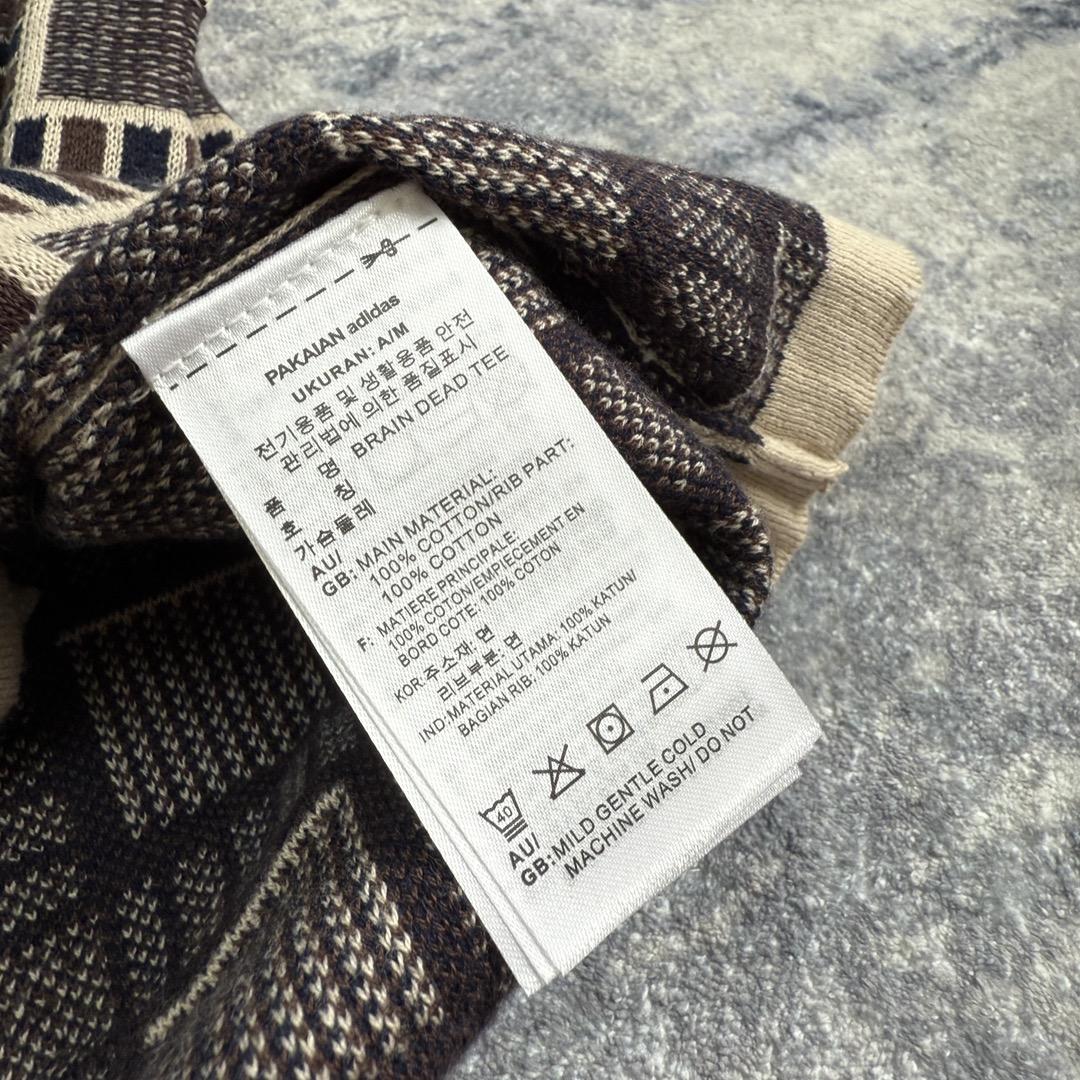 PAKAIAN adidas
UKURAN: A/M
전기용품 및 생활용품 안전
관리법에 의한 품질표시
품 명 BRAIN DEAD TEE
호 칭
가슴둘레
AU/
GB: MAIN MATERIAL:
100% COTTON/RIB PART:
100% COTTON
F: MATIERE PRINCIPALE:
100% COTON/EMPIECEMENT EN
BORD COTE: 100% COTON
KOR: 주소재: 면
리브부분: 면
IND: MATERIAL UTAMA: 100% KATUN/
BAGIAN RIB: 100% KATUN
40
AU/
GB: MILD GENTLE COLD
MACHINE WASH/ DO NOT